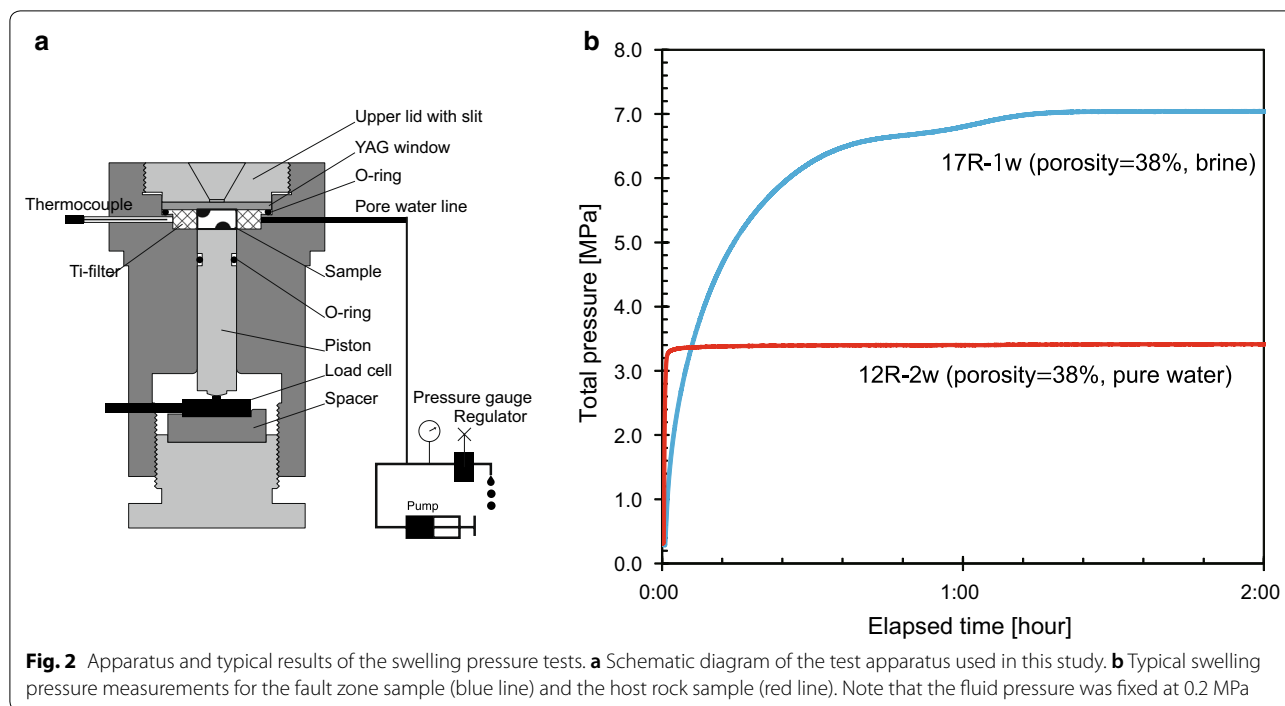 a
Upper lid with slit
YAG window
O-ring
Thermocouple
Pore water line
Ti-filter
Sample
O-ring
Piston
Load cell
Spacer
Pressure gauge
Regulator
Pump
b
8.0
7.0
6.0
5.0
4.0
3.0
2.0
1.0
0.0
Total pressure [MPa]
17R-1w (porosity=38%, brine)
12R-2w (porosity=38%, pure water)
0:00
1:00
2:00
Elapsed time [hour]
Fig. 2 Apparatus and typical results of the swelling pressure tests. a Schematic diagram of the test apparatus used in this study. b Typical swelling
pressure measurements for the fault zone sample (blue line) and the host rock sample (red line). Note that the fluid pressure was fixed at 0.2 MPa